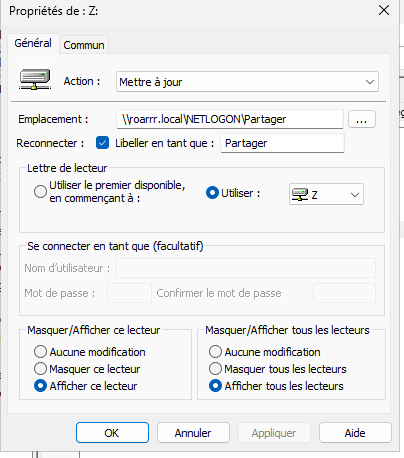 Propriétés de : Z:
Général
Commun
Action :
Mettre à jour
Emplacement :
\\roarrr.local\NETLOGON\Partager
...
Reconnecter :
Libeller en tant que :
Partager
Lettre de lecteur
Utiliser le premier disponible,
en commençant à :
Utiliser :
Z
Se connecter en tant que (facultatif)
Nom d'utilisateur :
Mot de passe :
Confirmer le mot de passe
Masquer/Afficher ce lecteur
Aucune modification
Masquer ce lecteur
Afficher ce lecteur
Masquer/Afficher tous les lecteurs
Aucune modification
Masquer tous les lecteurs
Afficher tous les lecteurs
OK
Annuler
Appliquer
Aide